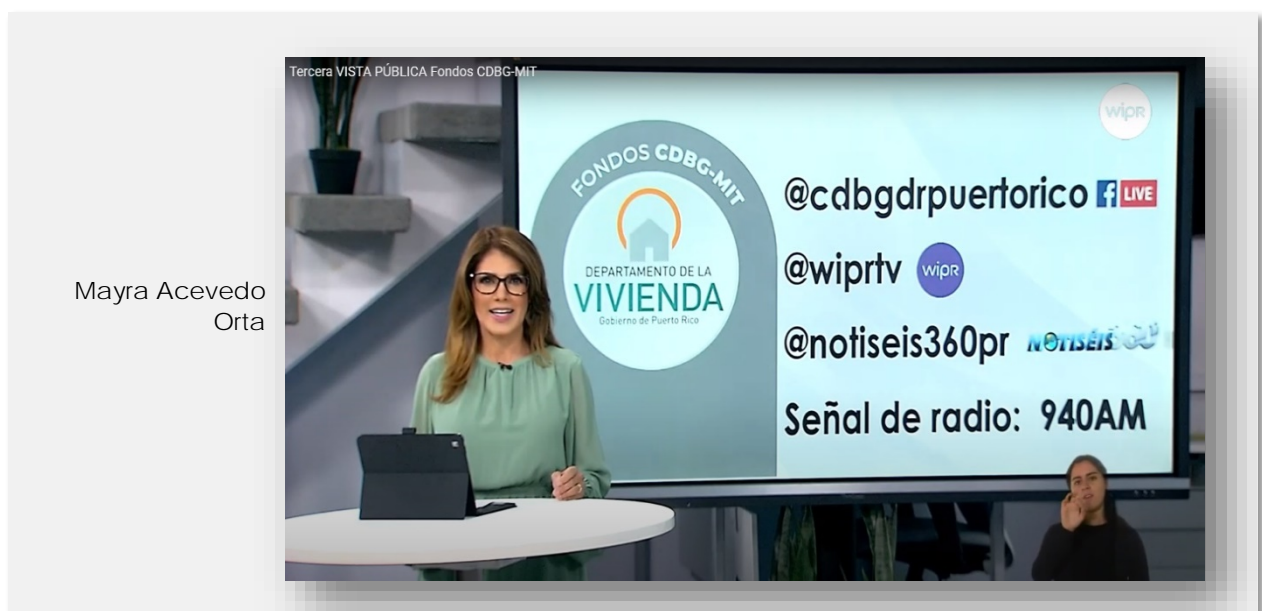 Mayra Acevedo
Orta
Tercera VISTA PÚBLICA Fondos CDBG-MIT
wipr
FONDOS CDBG-MIT
DEPARTAMENTO DE LA
VIVIENDA
Gobierno de Puerto Rico
@cdbgdrpuertorico f LIVE
@wiprtv wipr
@notiseis360pr NOTISÉIS
Señal de radio: 940AM